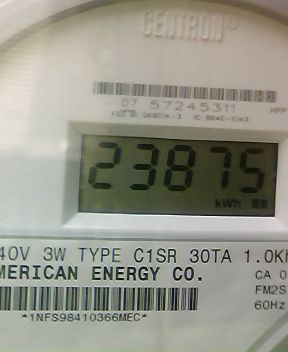 CENTRON
07 57245311
23875
kWh
40V 3W TYPE C1SR 30TA 1.0K
MERICAN ENERGY CO.
CA 0
FM2S
60Hz
*1NFS98410366MEC*